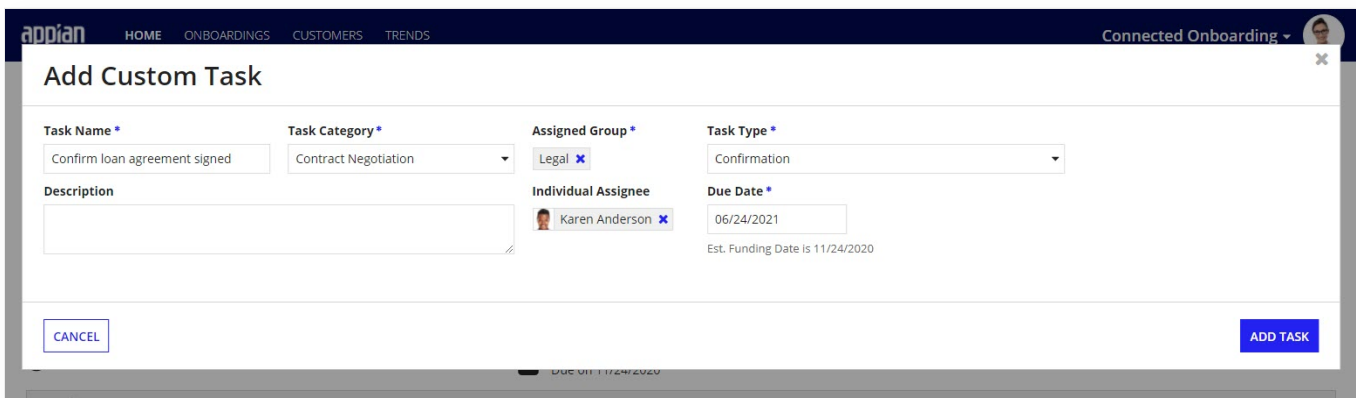 appian HOME ONBOARDINGS CUSTOMERS TRENDS Connected Onboarding
Add Custom Task
Task Name * Task Category * Assigned Group * Task Type *
Confirm loan agreement signed Contract Negotiation Legal Confirmation
Description Individual Assignee Due Date *
Karen Anderson 06/24/2021
Est. Funding Date is 11/24/2020
CANCEL ADD TASK
Due on 11/24/2020